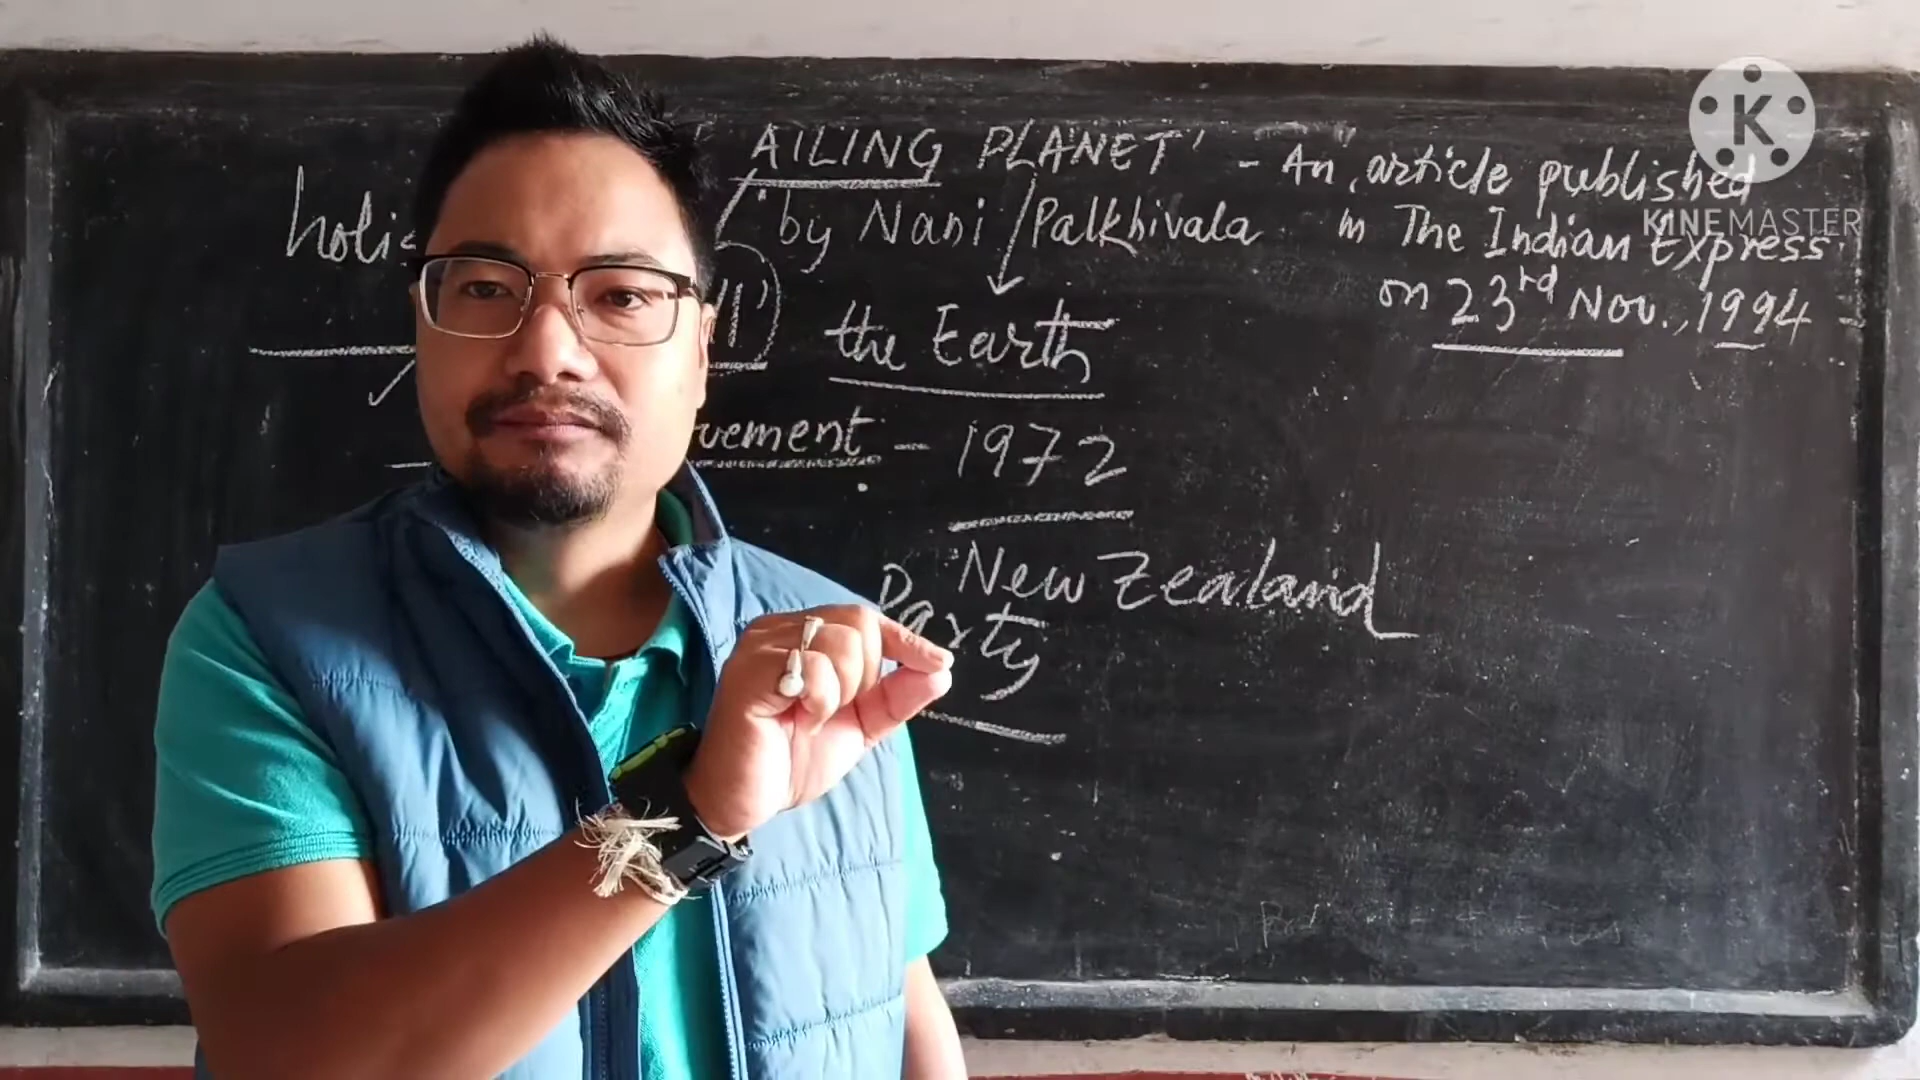 AILING PLANET' - An article published
by Nani Palkhivala in The Indian Express
on 23rd Nov., 1994
the Earth
vement - 1972
New Zealand
Party
K
KINEMASTER